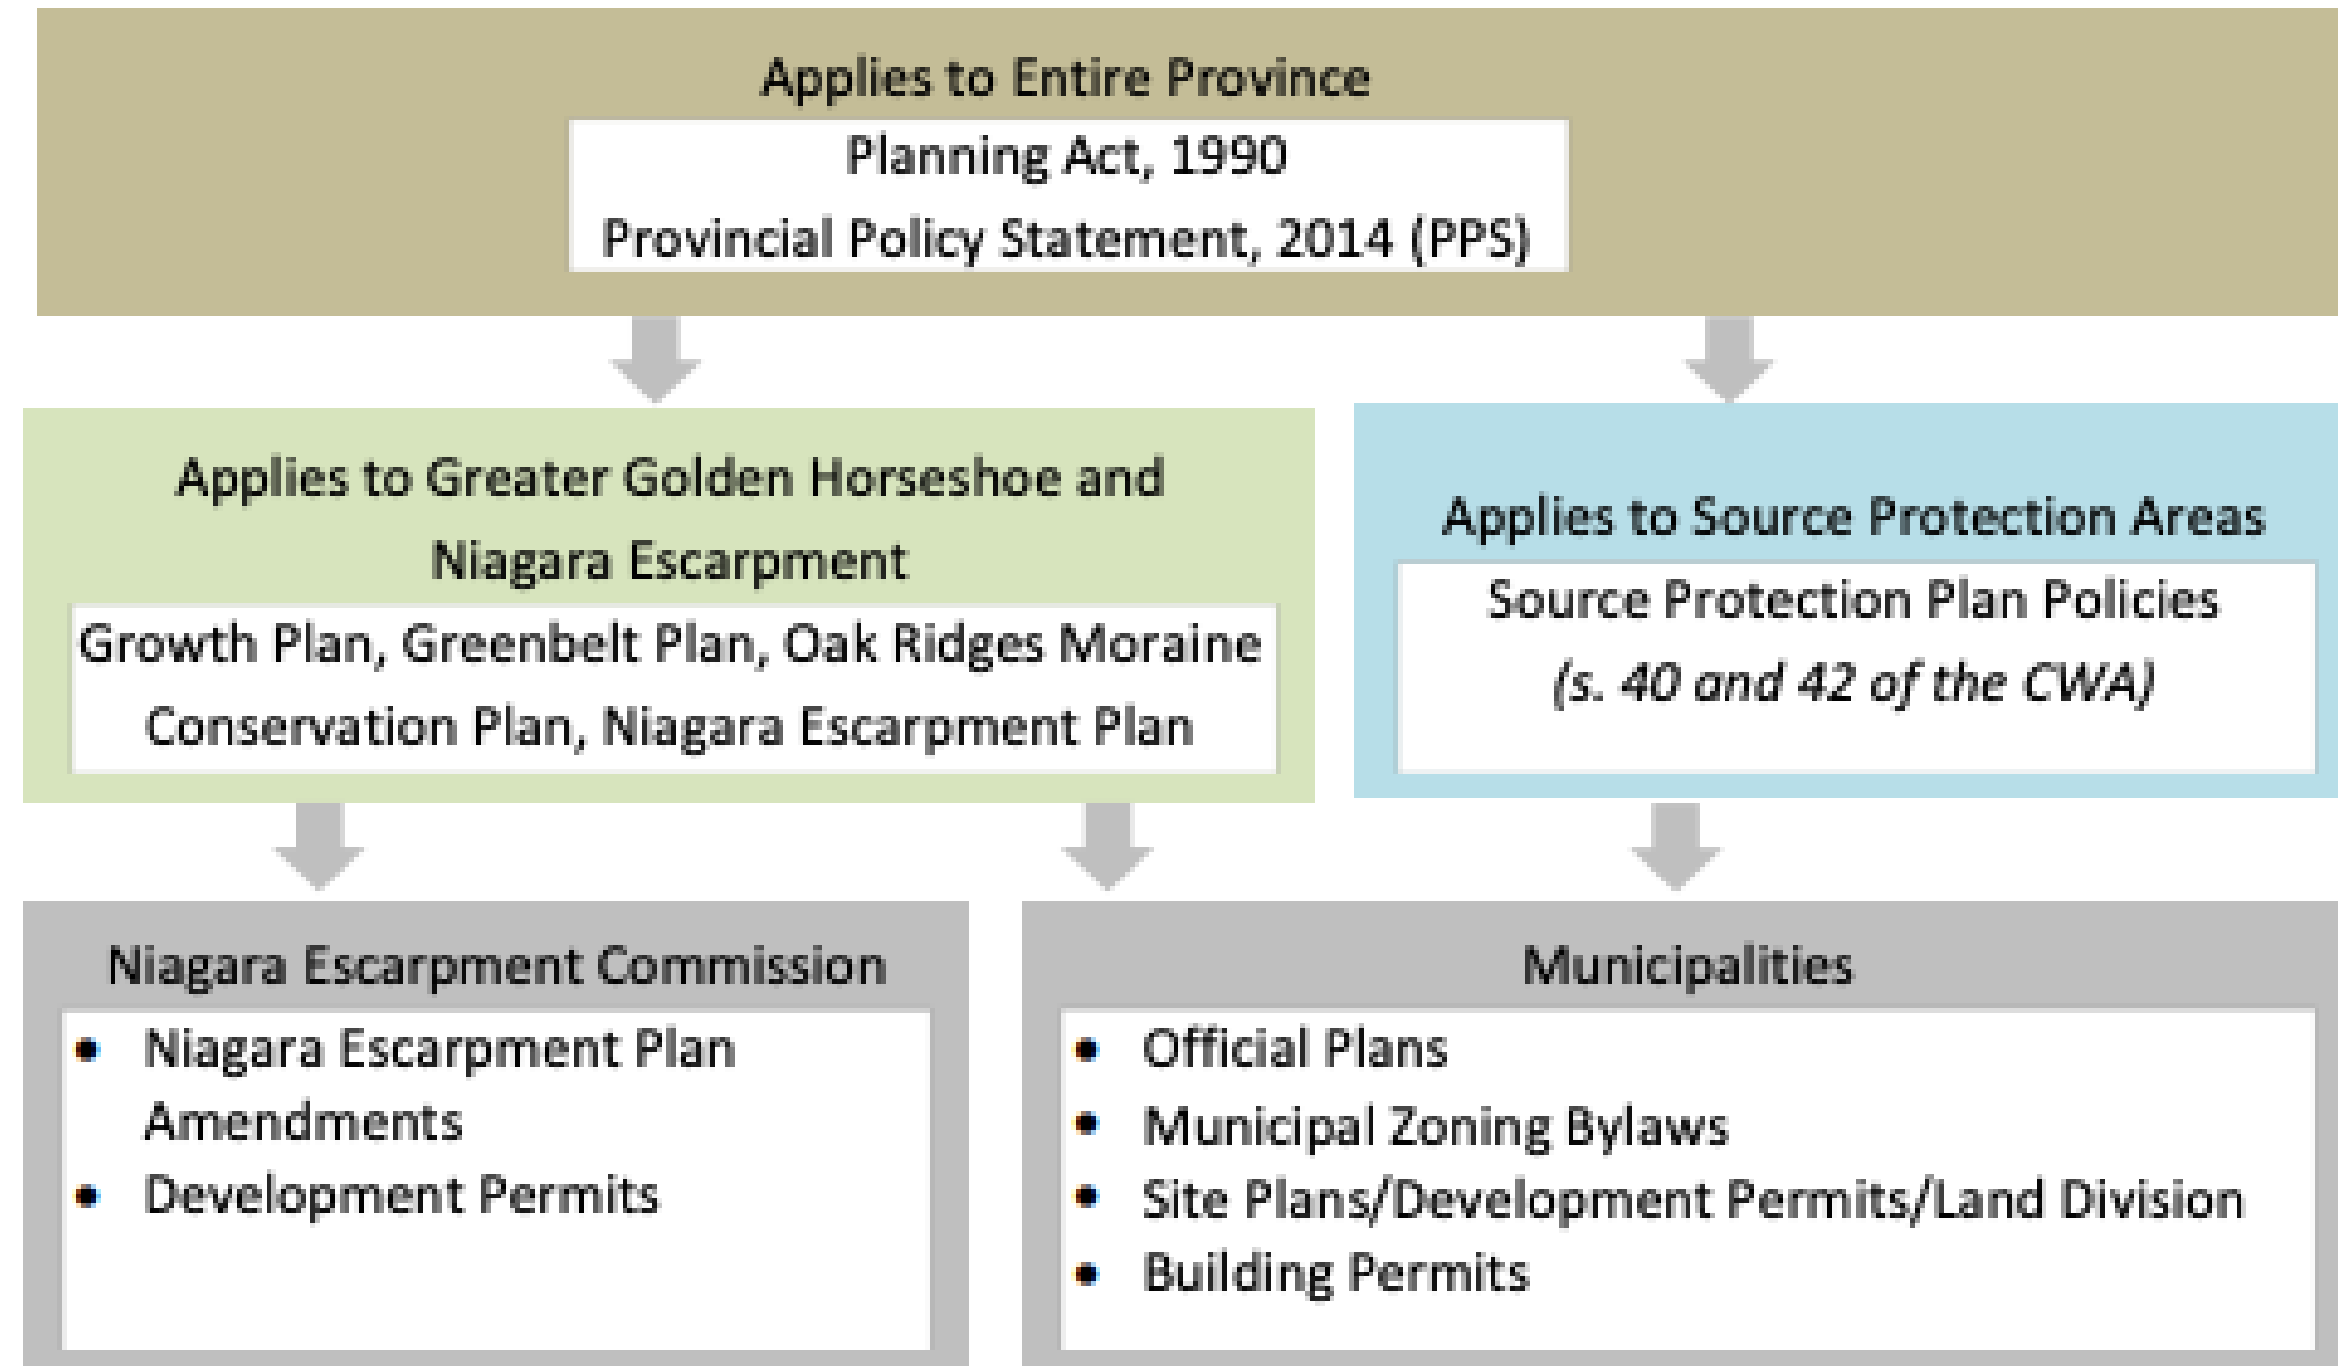 Applies to Entire Province
Planning Act, 1990
Provincial Policy Statement, 2014 (PPS)
Applies to Greater Golden Horseshoe and
Niagara Escarpment
Growth Plan, Greenbelt Plan, Oak Ridges Moraine
Conservation Plan, Niagara Escarpment Plan
Applies to Source Protection Areas
Source Protection Plan Policies
(s. 40 and 42 of the CWA)
Niagara Escarpment Commission
• Niagara Escarpment Plan
Amendments
• Development Permits
Municipalities
• Official Plans
• Municipal Zoning Bylaws
• Site Plans/Development Permits/Land Division
• Building Permits